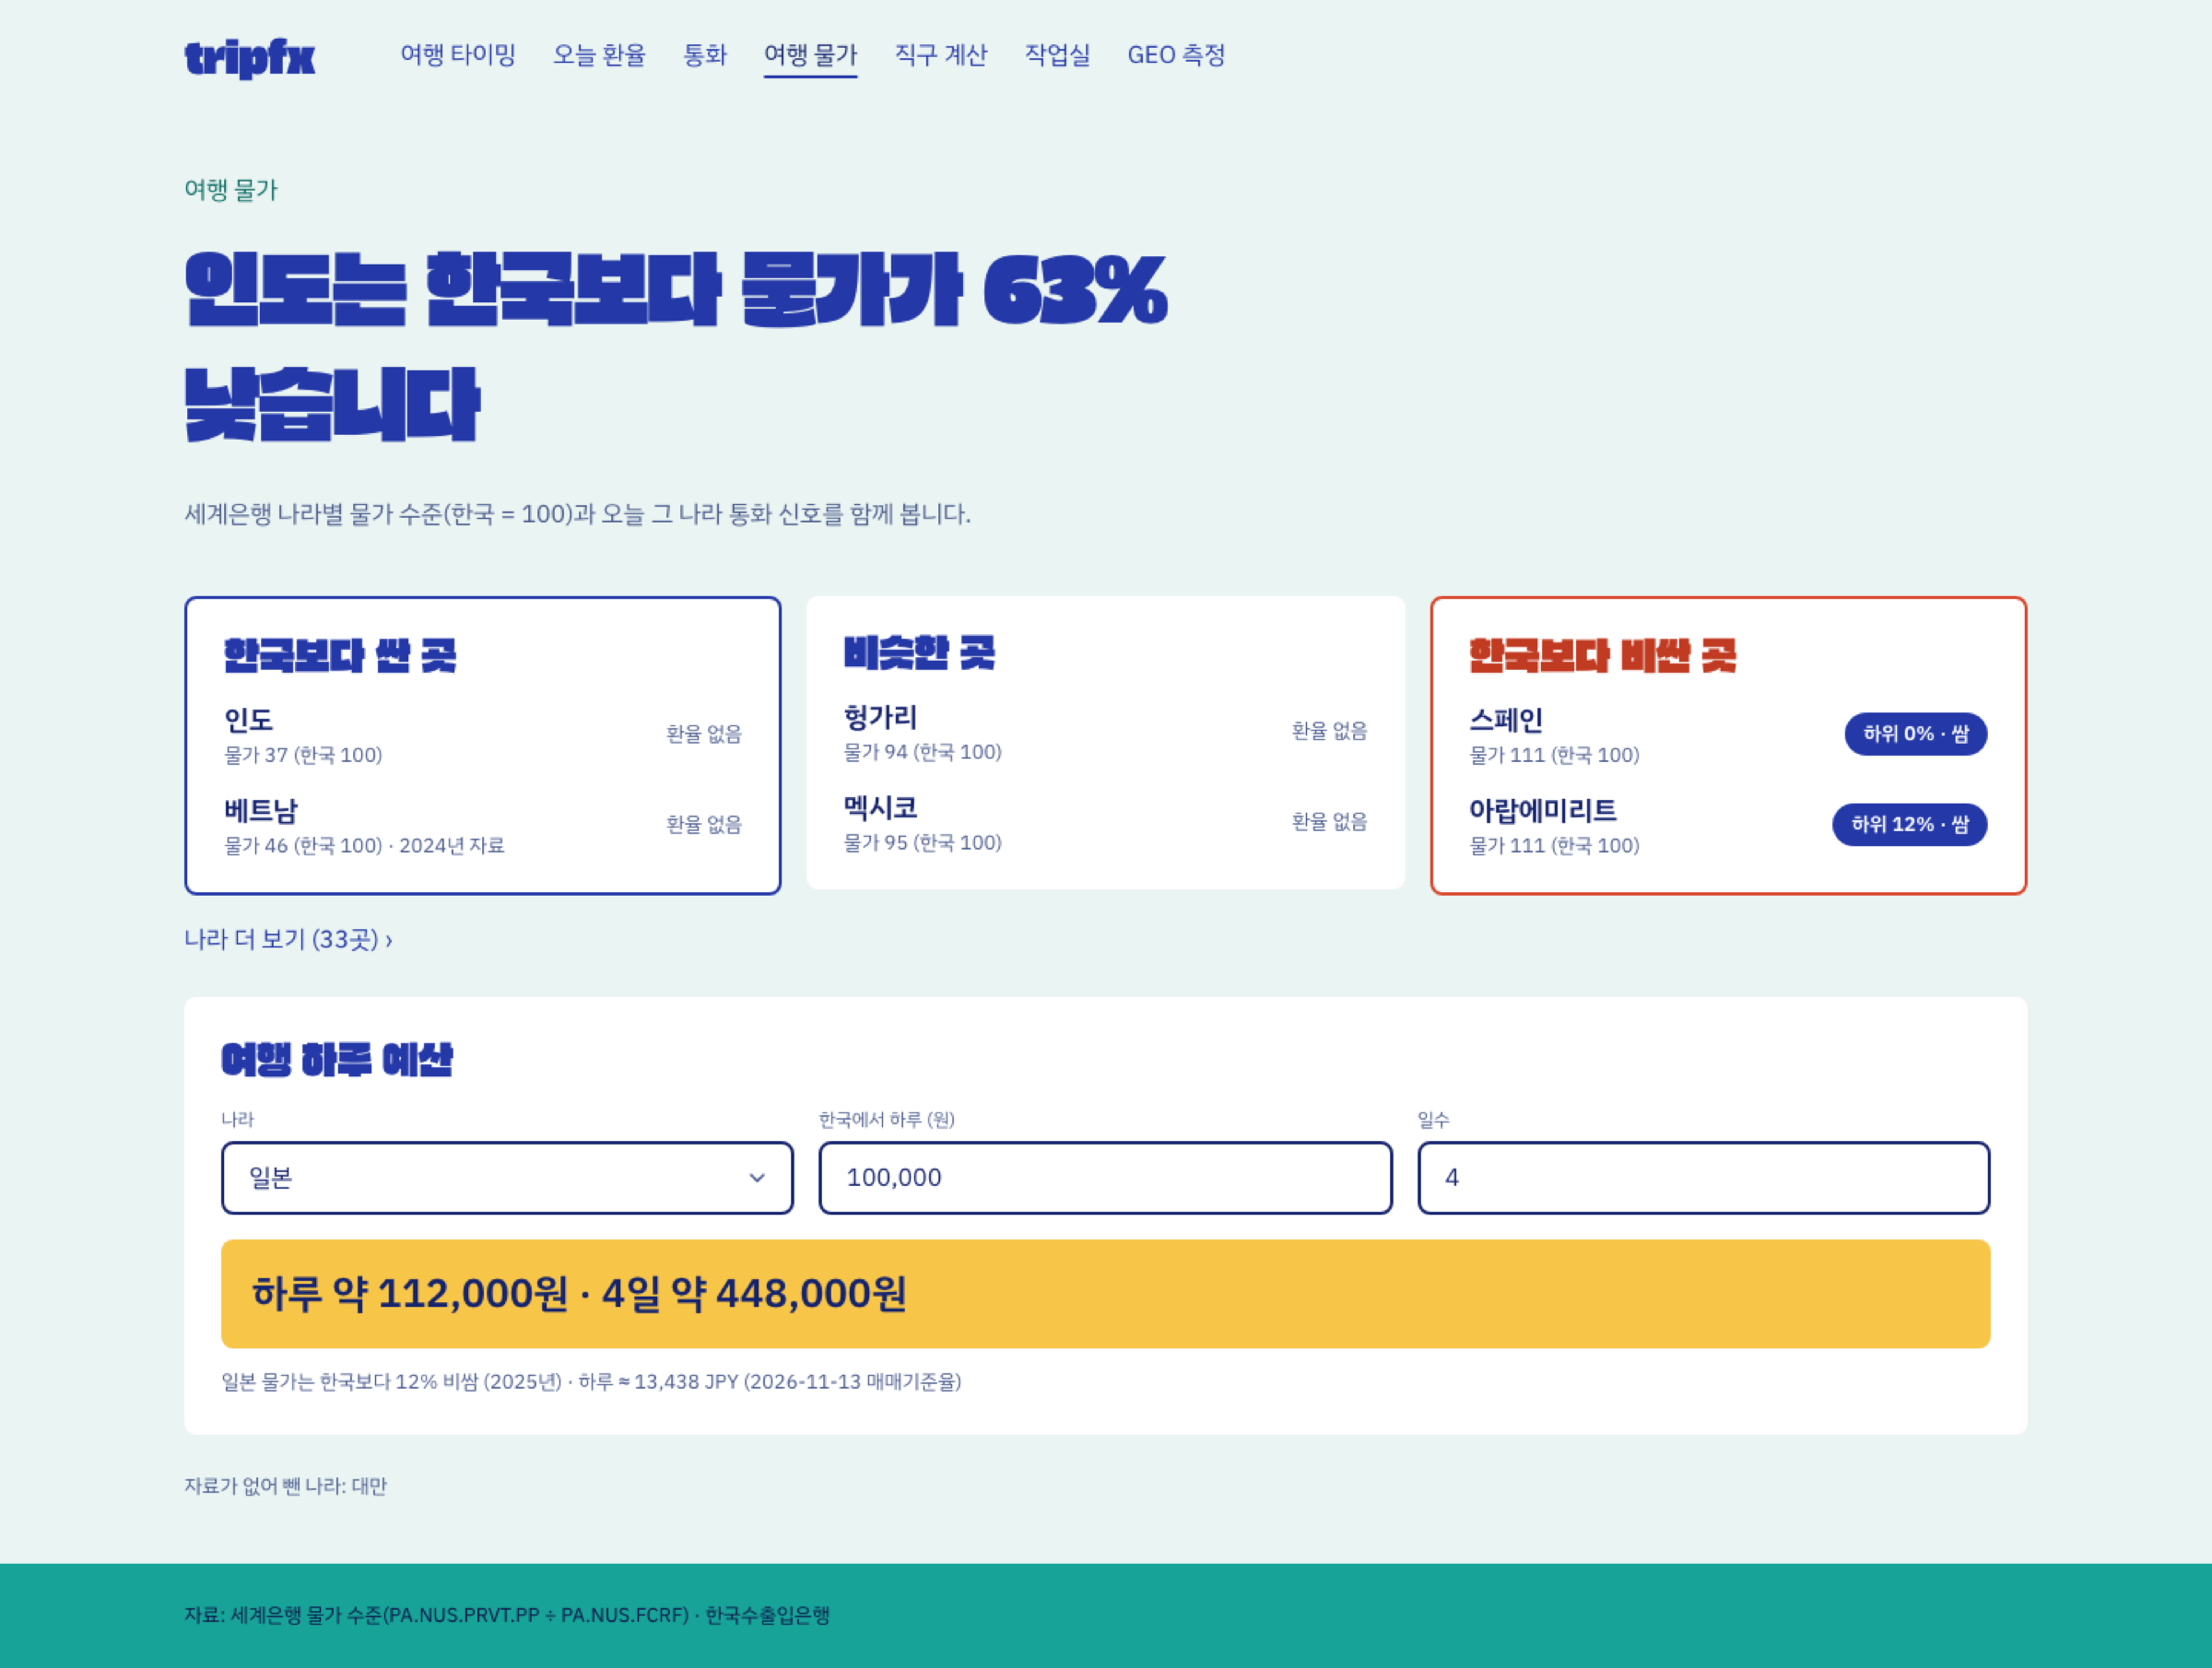 tripfx
여행 타이밍 오늘 환율 통화 여행 물가 직구 계산 작업실 GEO 측정
여행 물가
인도는 한국보다 물가가 63%
낮습니다
세계은행 나라별 물가 수준(한국 = 100)과 오늘 그 나라 통화 신호를 함께 봅니다.
한국보다 싼 곳
인도
물가 37 (한국 100)
환율 없음
베트남
물가 46 (한국 100) · 2024년 자료
환율 없음
비슷한 곳
헝가리
물가 94 (한국 100)
환율 없음
멕시코
물가 95 (한국 100)
환율 없음
한국보다 비싼 곳
스페인
물가 111 (한국 100)
하위 0% · 쌈
아랍에미리트
물가 111 (한국 100)
하위 12% · 쌈
나라 더 보기 (33곳) ›
여행 하루 예산
나라
일본
한국에서 하루 (원)
100,000
일수
4
하루 약 112,000원 · 4일 약 448,000원
일본 물가는 한국보다 12% 비쌈 (2025년) · 하루 ≈ 13,438 JPY (2026-11-13 매매기준율)
자료가 없어 뺀 나라: 대만
자료: 세계은행 물가 수준(PA.NUS.PRVT.PP ÷ PA.NUS.FCRF) · 한국수출입은행